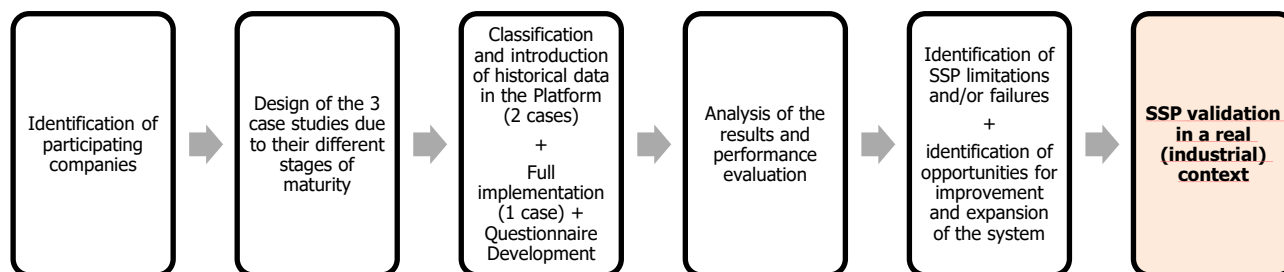 Identification of
participating
companies
Design of the 3
case studies due
to their different
stages of
maturity
Classification
and introduction
of historical data
in the Platform
(2 cases)
+
Full
implementation
(1 case) +
Questionnaire
Development
Analysis of the
results and
performance
evaluation
Identification of
SSP limitations
and/or failures
+
identification of
opportunities for
improvement
and expansion
of the system
SSP validation
in a real
(industrial)
context